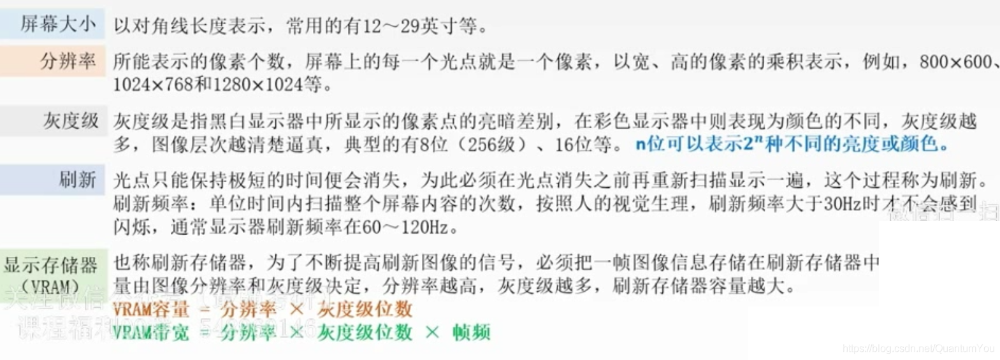 屏幕大小
以对角线长度表示，常用的有12～29英寸等。
分辨率
所能表示的像素个数，屏幕上的每一个光点就是一个像素，以宽、高的像素的乘积表示，例如，800×600、
1024×768和1280×1024等。
灰度级
灰度级是指黑白显示器中所显示的像素点的亮暗差别，在彩色显示器中则表现为颜色的不同，灰度级越
多，图像层次越清楚逼真，典型的有8位（256级）、16位等。 n位可以表示2ⁿ种不同的亮度或颜色。
刷新
光点只能保持极短的时间便会消失，为此必须在光点消失之前再重新扫描显示一遍，这个过程称为刷新。
刷新频率：单位时间内扫描整个屏幕内容的次数，按照人的视觉生理，刷新频率大于30Hz时才不会感到
闪烁，通常显示器刷新频率在60～120Hz。
微信扫一扫
显示存储器
（VRAM）
也称刷新存储器，为了不断提高刷新图像的信号，必须把一帧图像信息存储在刷新存储器中
量由图像分辨率和灰度级决定，分辨率越高，灰度级越多，刷新存储器容量越大。
关注微信公众号
VRAM容量 = 分辨率 × 灰度级位数
课程福利
VRAM带宽 = 分辨率 × 灰度级位数 × 帧频
https://blog.csdn.net/QuantumYou